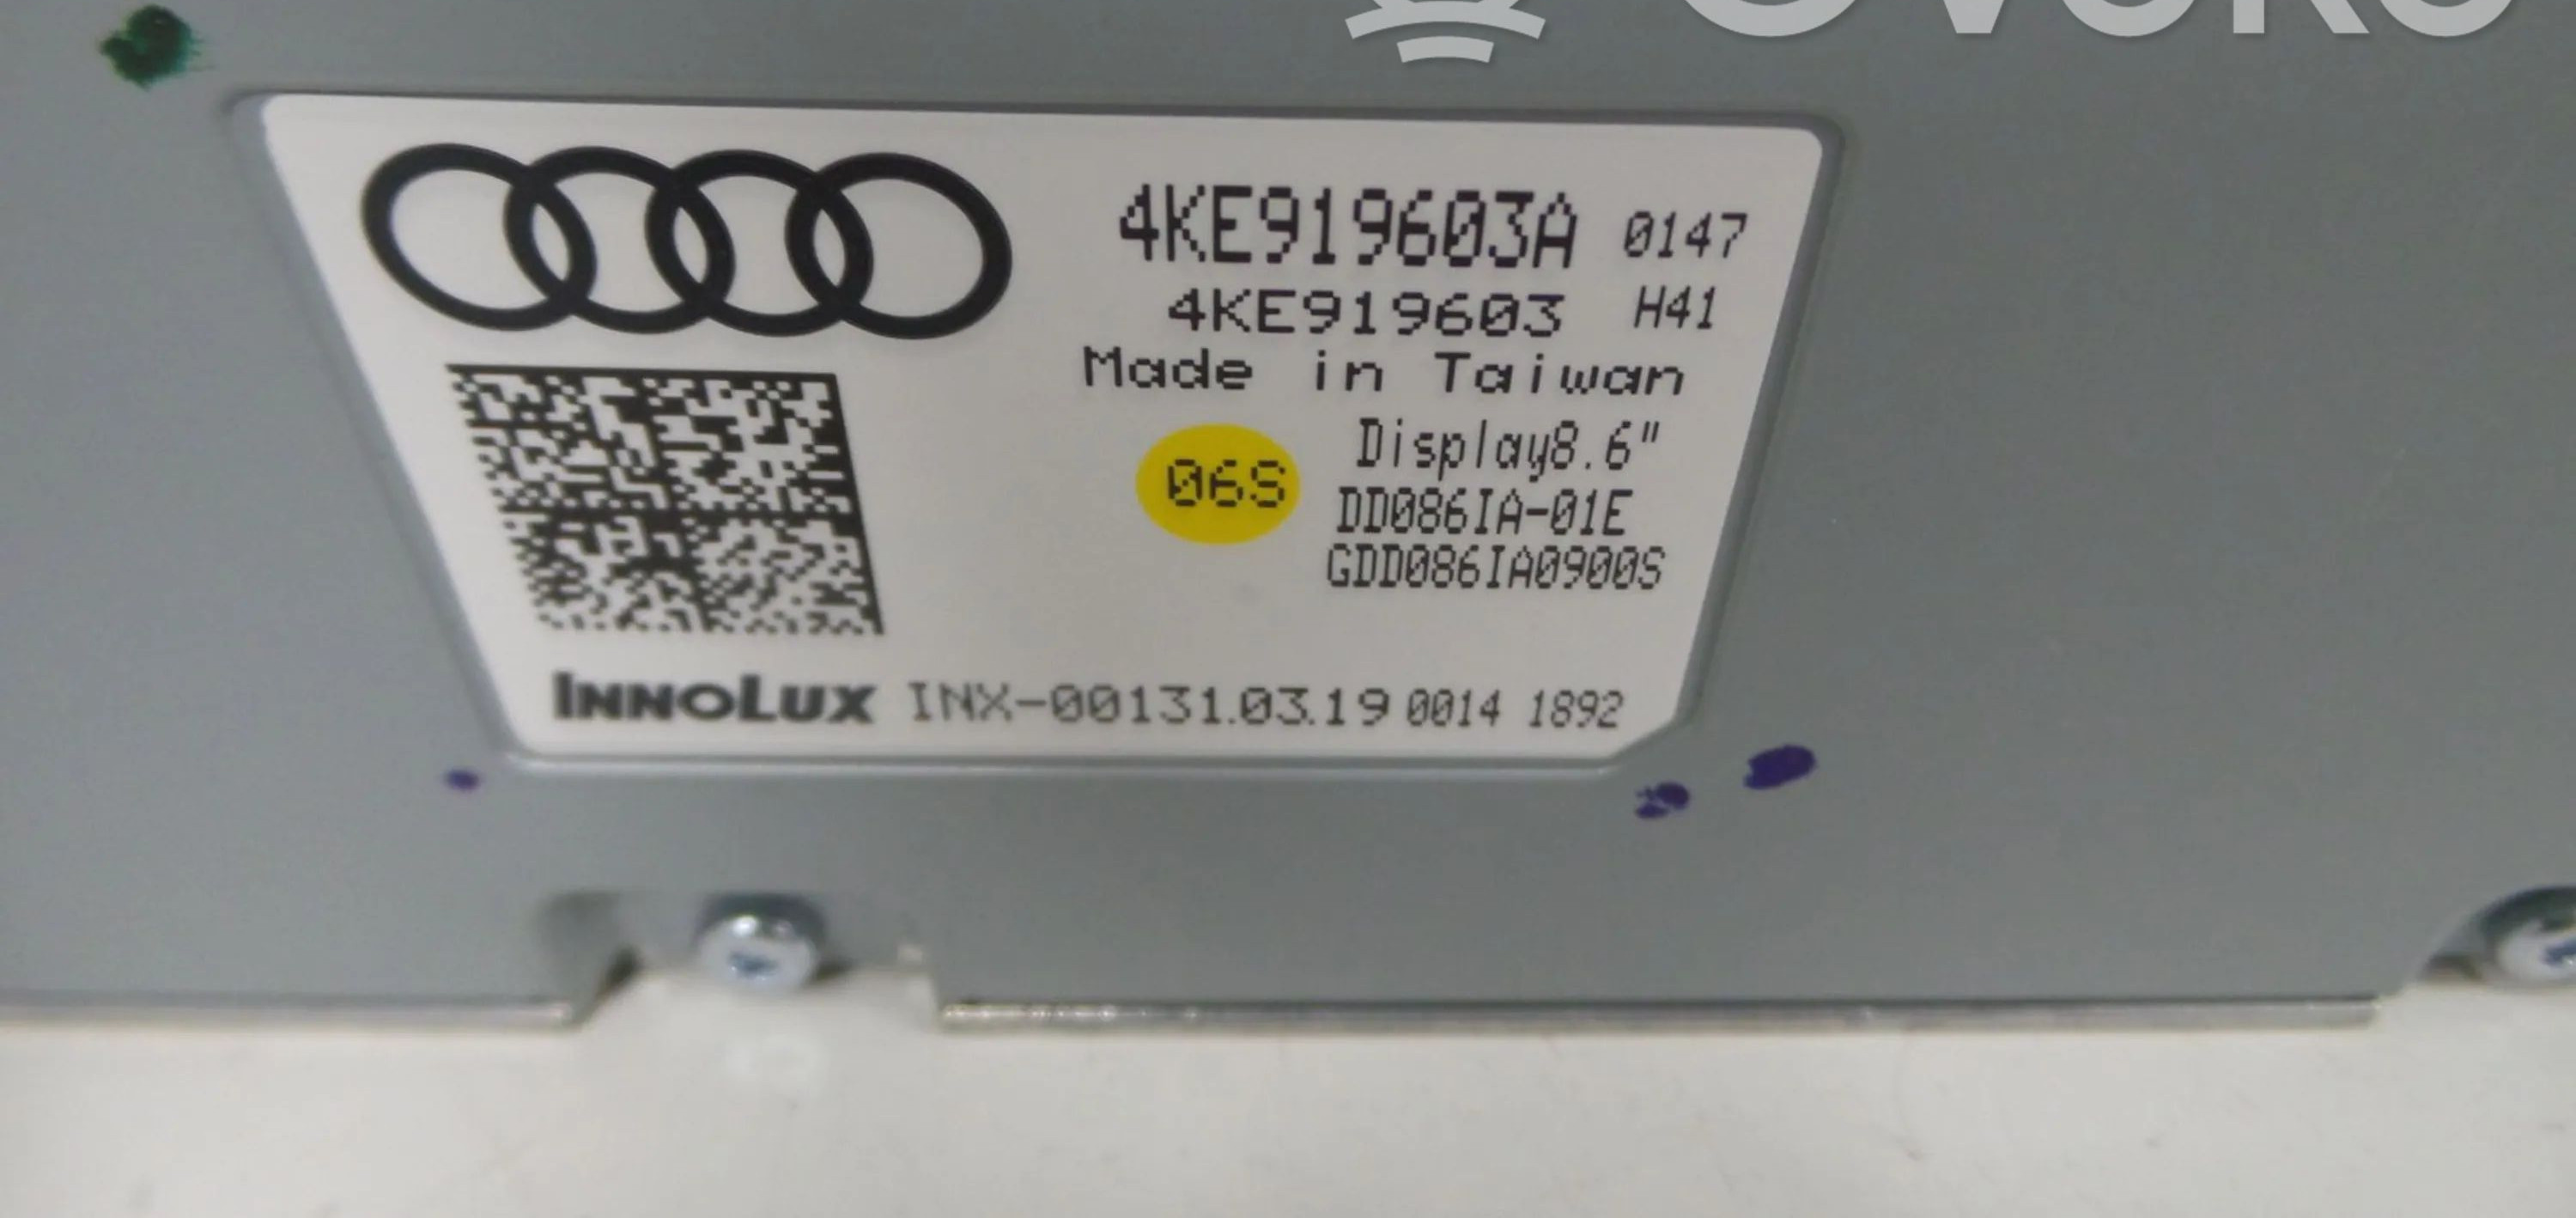 4KE919603A 0147
4KE919603 H41
Made in Taiwan
06S
Display8.6"
DD086IA-01E
GDD086IA0900S
INNOLUX INX-00131.03.19 0014 1892